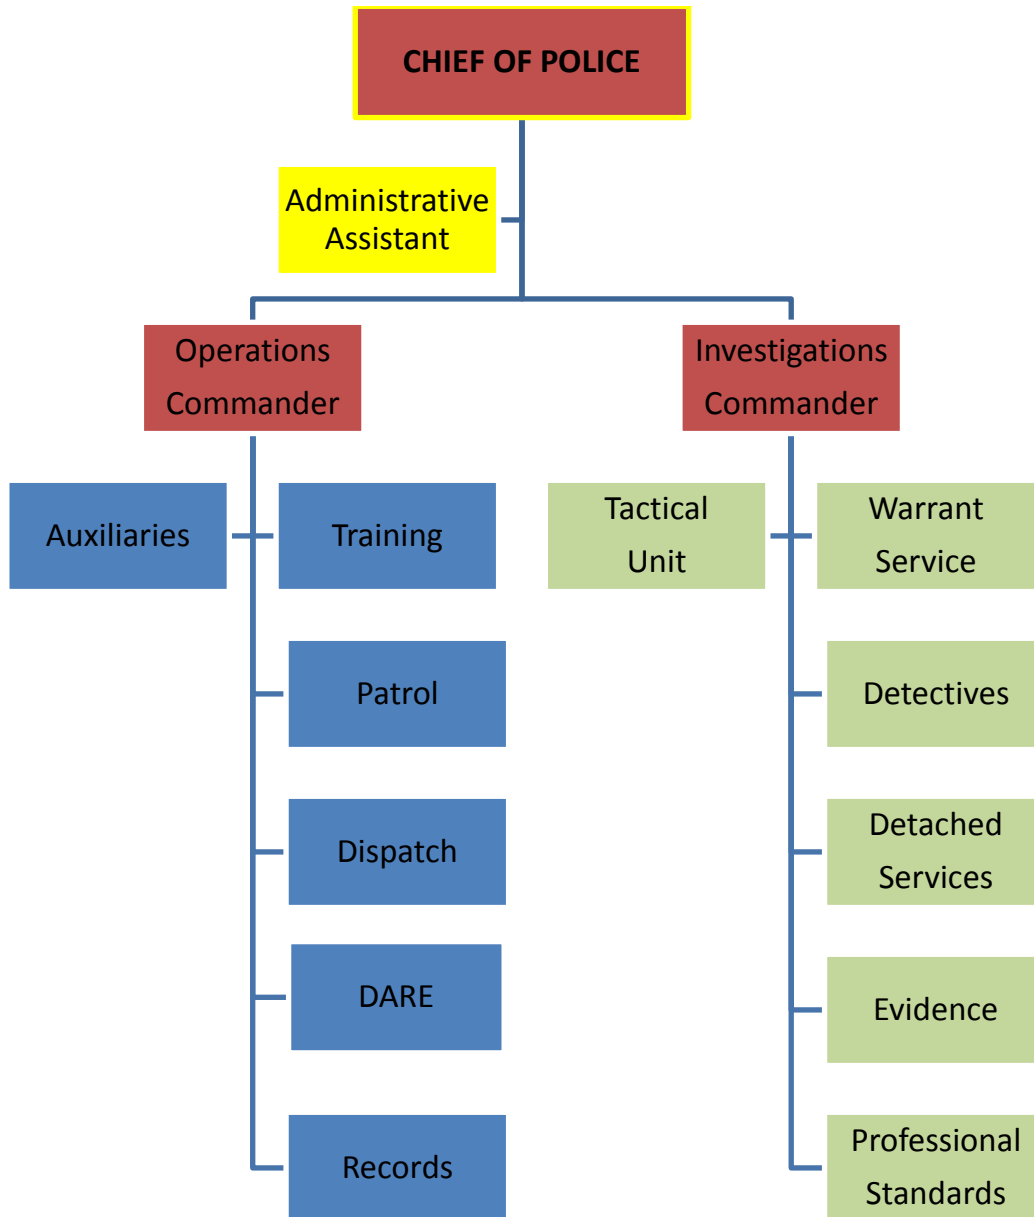 CHIEF OF POLICE
Administrative
Assistant
Operations
Commander
Investigations
Commander
Auxiliaries
Training
Tactical
Unit
Warrant
Service
Patrol
Detectives
Dispatch
Detached
Services
DARE
Evidence
Records
Professional
Standards